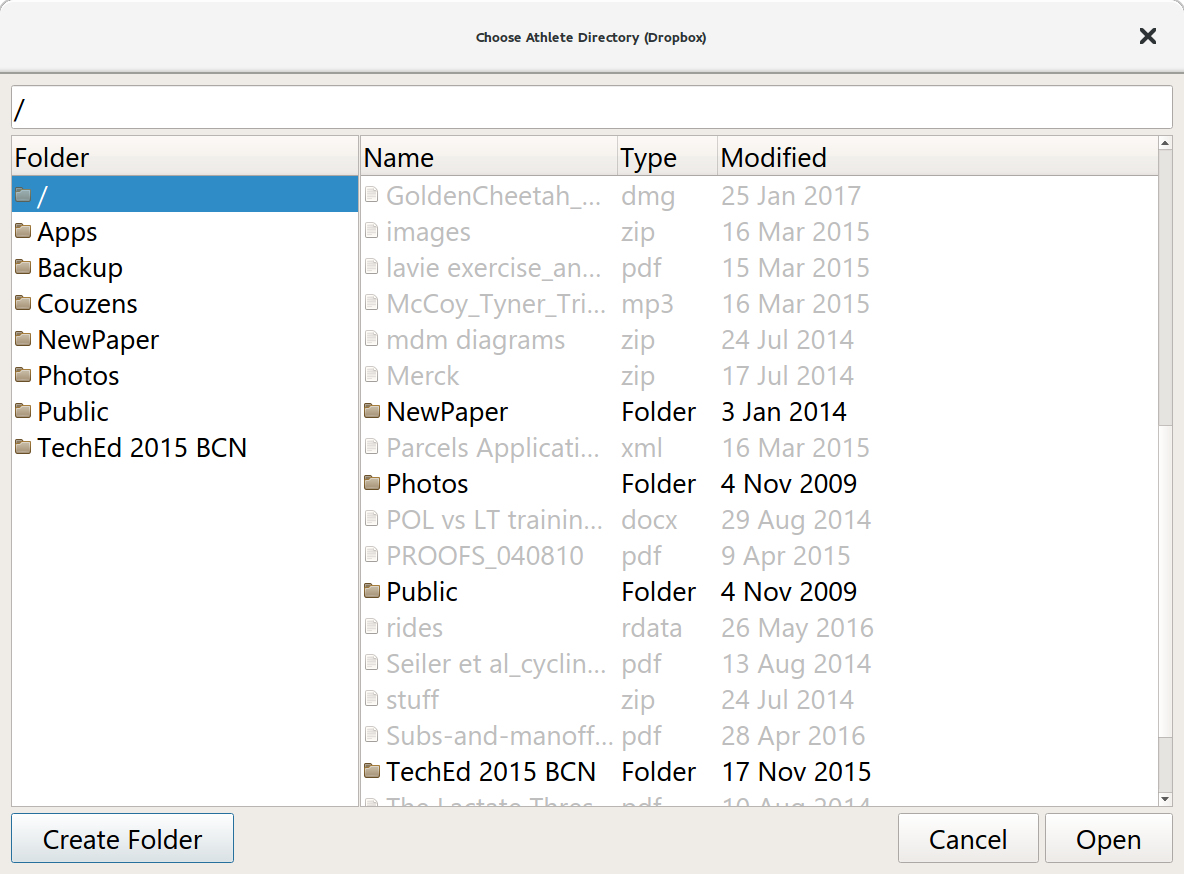 Choose Athlete Directory (Dropbox)
/
Folder
/
Apps
Backup
Couzens
NewPaper
Photos
Public
TechEd 2015 BCN
Name Type Modified
GoldenCheetah_... dmg 25 Jan 2017
images zip 16 Mar 2015
lavie exercise_an... pdf 15 Mar 2015
McCoy_Tyner_Tri... mp3 16 Mar 2015
mdm diagrams zip 24 Jul 2014
Merck zip 17 Jul 2014
NewPaper Folder 3 Jan 2014
Parcels Applicati... xml 16 Mar 2015
Photos Folder 4 Nov 2009
POL vs LT trainin... docx 29 Aug 2014
PROOFS_040810 pdf 9 Apr 2015
Public Folder 4 Nov 2009
rides rdata 26 May 2016
Seiler et al_cyclin... pdf 13 Aug 2014
stuff zip 24 Jul 2014
Subs-and-manoff... pdf 28 Apr 2016
TechEd 2015 BCN Folder 17 Nov 2015
The Lactate Thres... pdf 10 Aug 2014
Create Folder
Cancel
Open